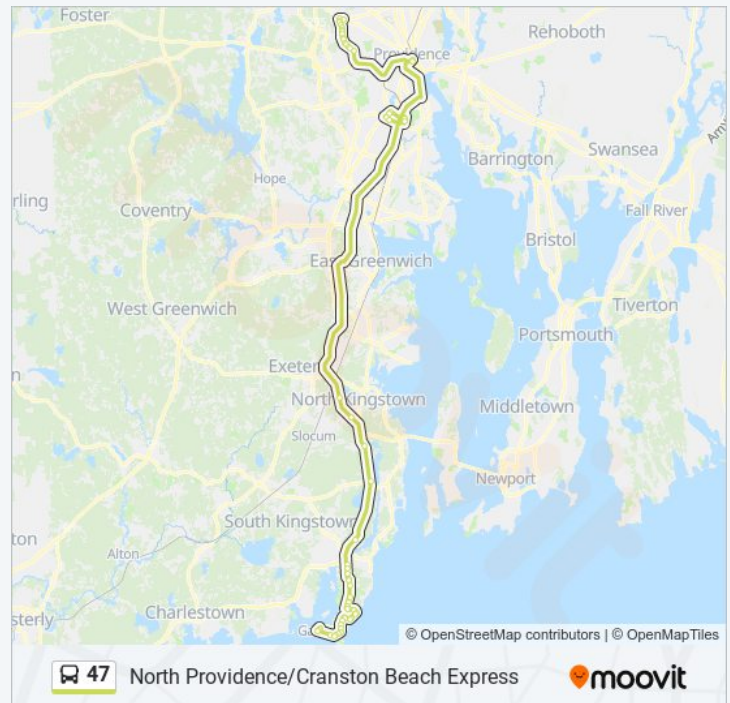 Foster
Providence
Rehoboth
Swansea
Barrington
Hope
rling
Coventry
Fall River
Bristol
East Greenwich
West Greenwich
Tiverton
Portsmouth
Exeter
n
North Kingstown
Middletown
Slocum
Newport
South Kingstown
ton
Alton
Charlestown
sterly
© OpenStreetMap contributors | © OpenMapTiles
47 North Providence/Cranston Beach Express
moovit